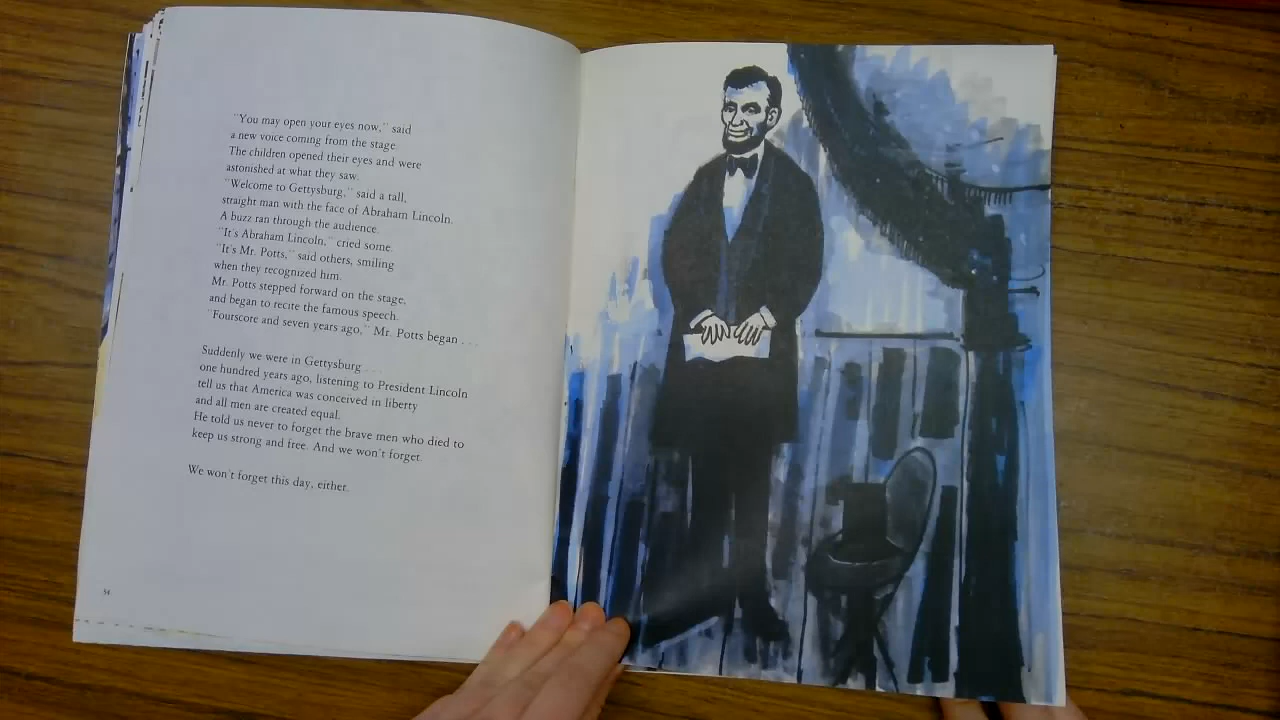 "You may open your eyes now," said
a new voice coming from the stage.
The children opened their eyes and were
astonished at what they saw.
"Welcome to Gettysburg," said a tall,
straight man with the face of Abraham Lincoln.
A buzz ran through the audience.
"It's Abraham Lincoln," cried some.
"It's Mr. Potts," said others, smiling
when they recognized him.
Mr. Potts stepped forward on the stage,
and began to recite the famous speech.
"Fourscore and seven years ago," Mr. Potts began . . .
Suddenly we were in Gettysburg . . .
one hundred years ago, listening to President Lincoln
tell us that America was conceived in liberty
and all men are created equal.
He told us never to forget the brave men who died to
keep us strong and free. And we won't forget.
We won't forget this day, either.
54